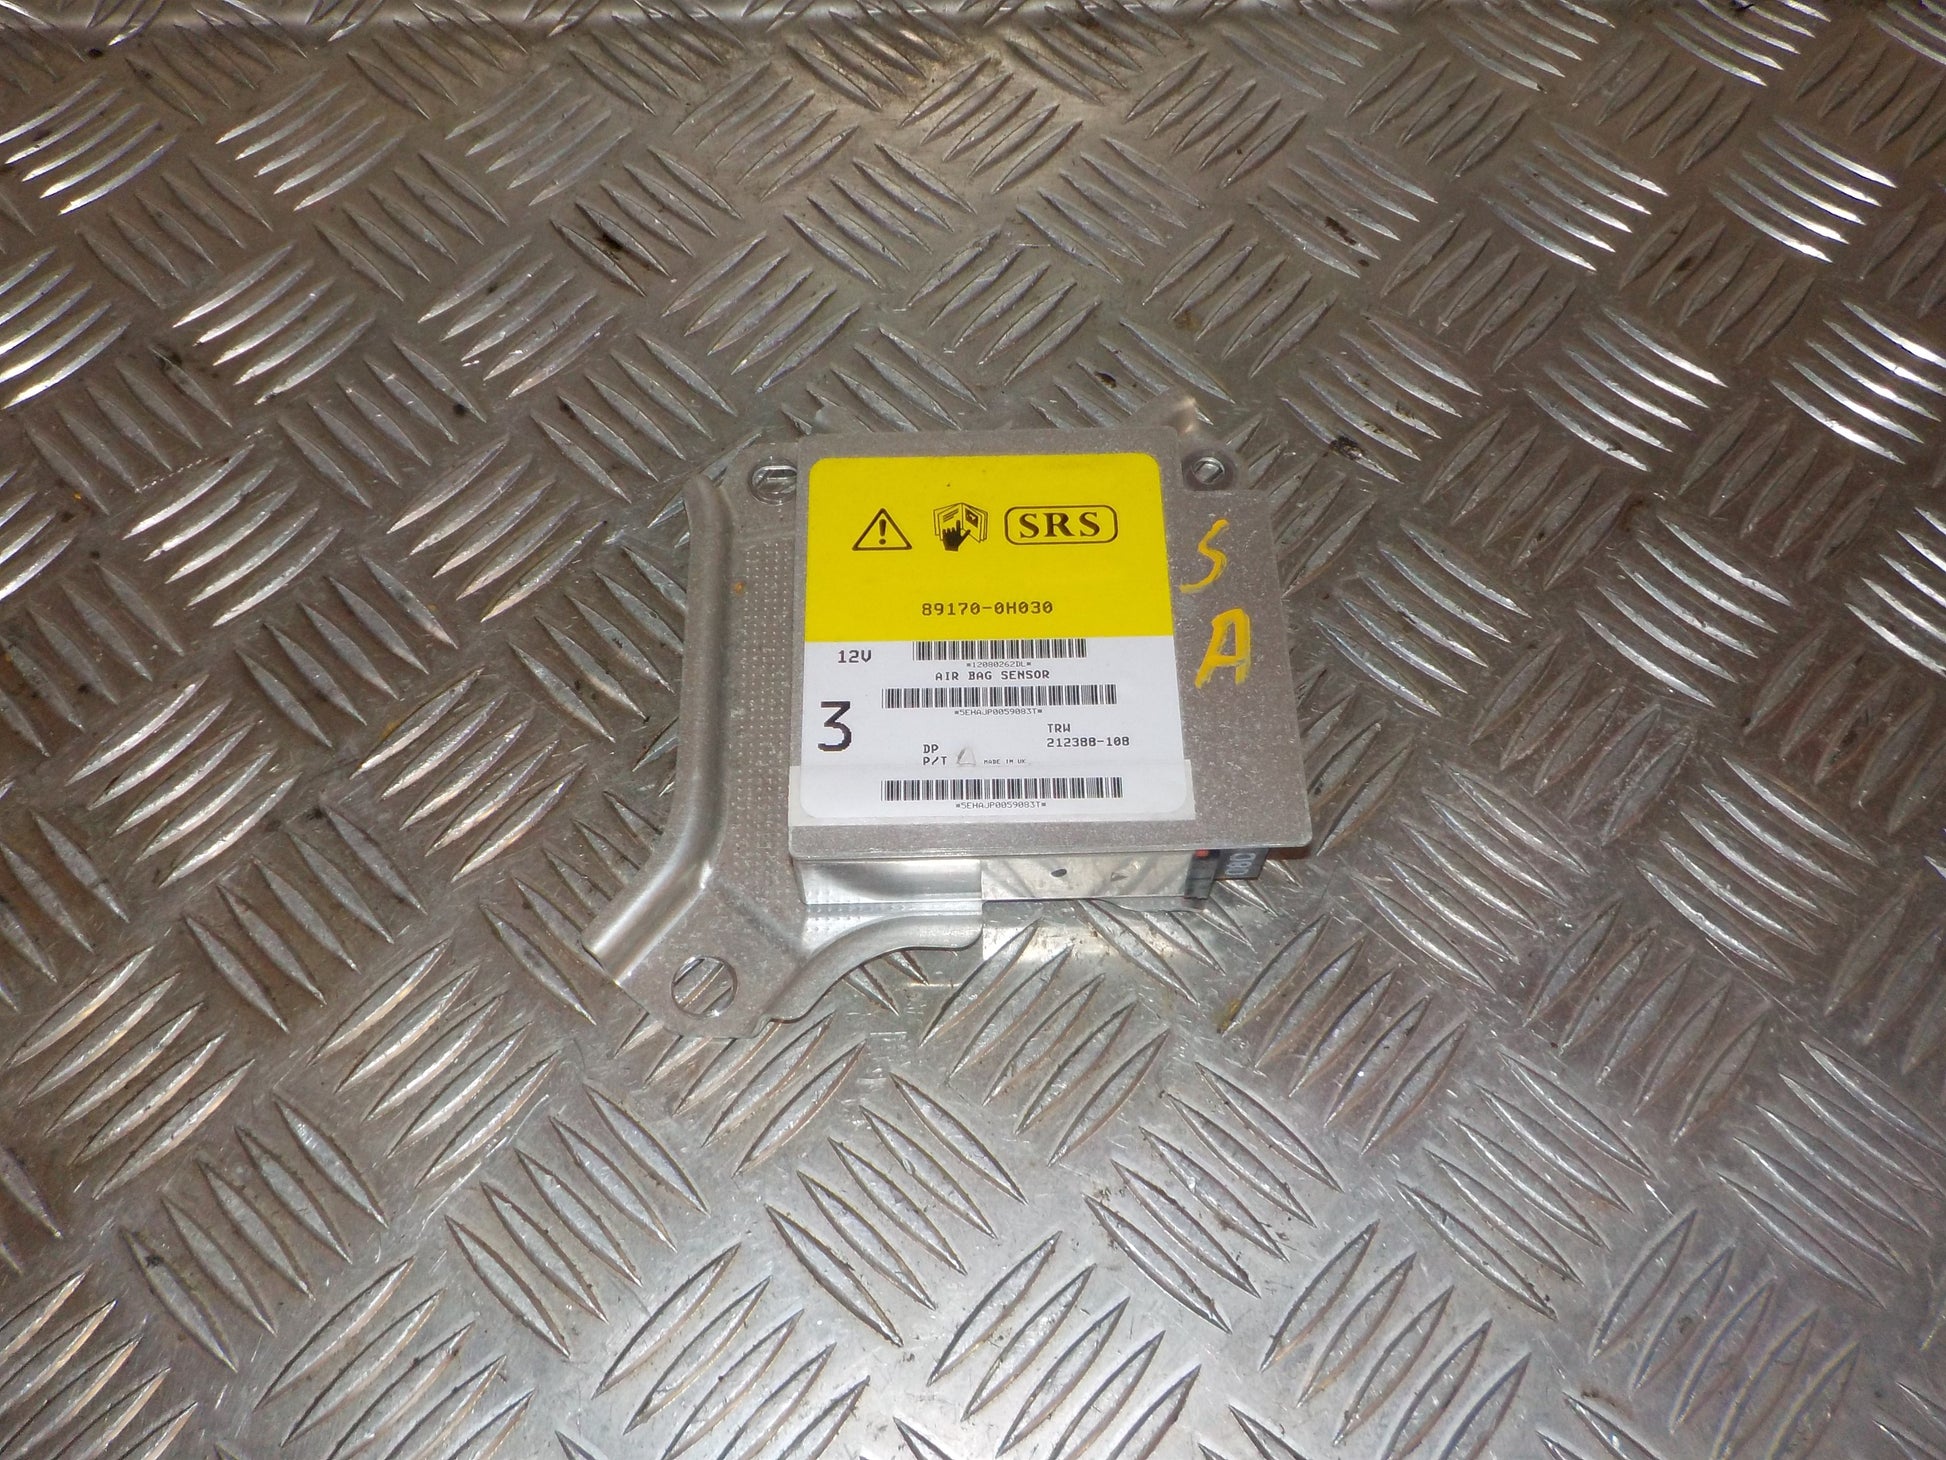 SRS
89170-0H030
12V
*12080262DL*
AIR BAG SENSOR
*5EHAJP0059083T*
3
TRW
212388-108
DP
P/T MADE IN UK
*5EHAJP0059083T*
S
A